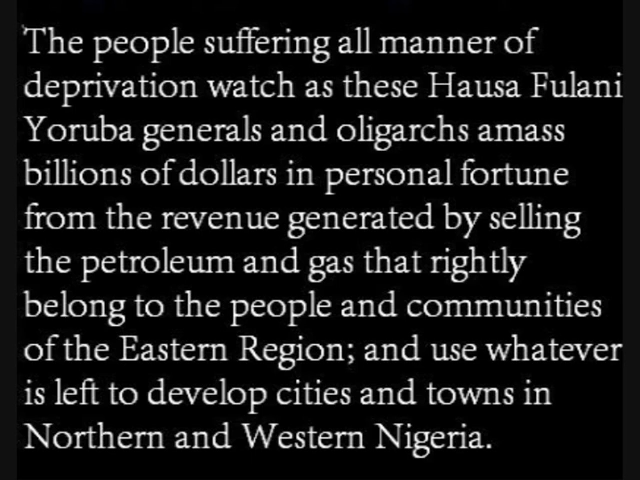 The people suffering all manner of
deprivation watch as these Hausa Fulani
Yoruba generals and oligarchs amass
billions of dollars in personal fortune
from the revenue generated by selling
the petroleum and gas that rightly
belong to the people and communities
of the Eastern Region; and use whatever
is left to develop cities and towns in
Northern and Western Nigeria.